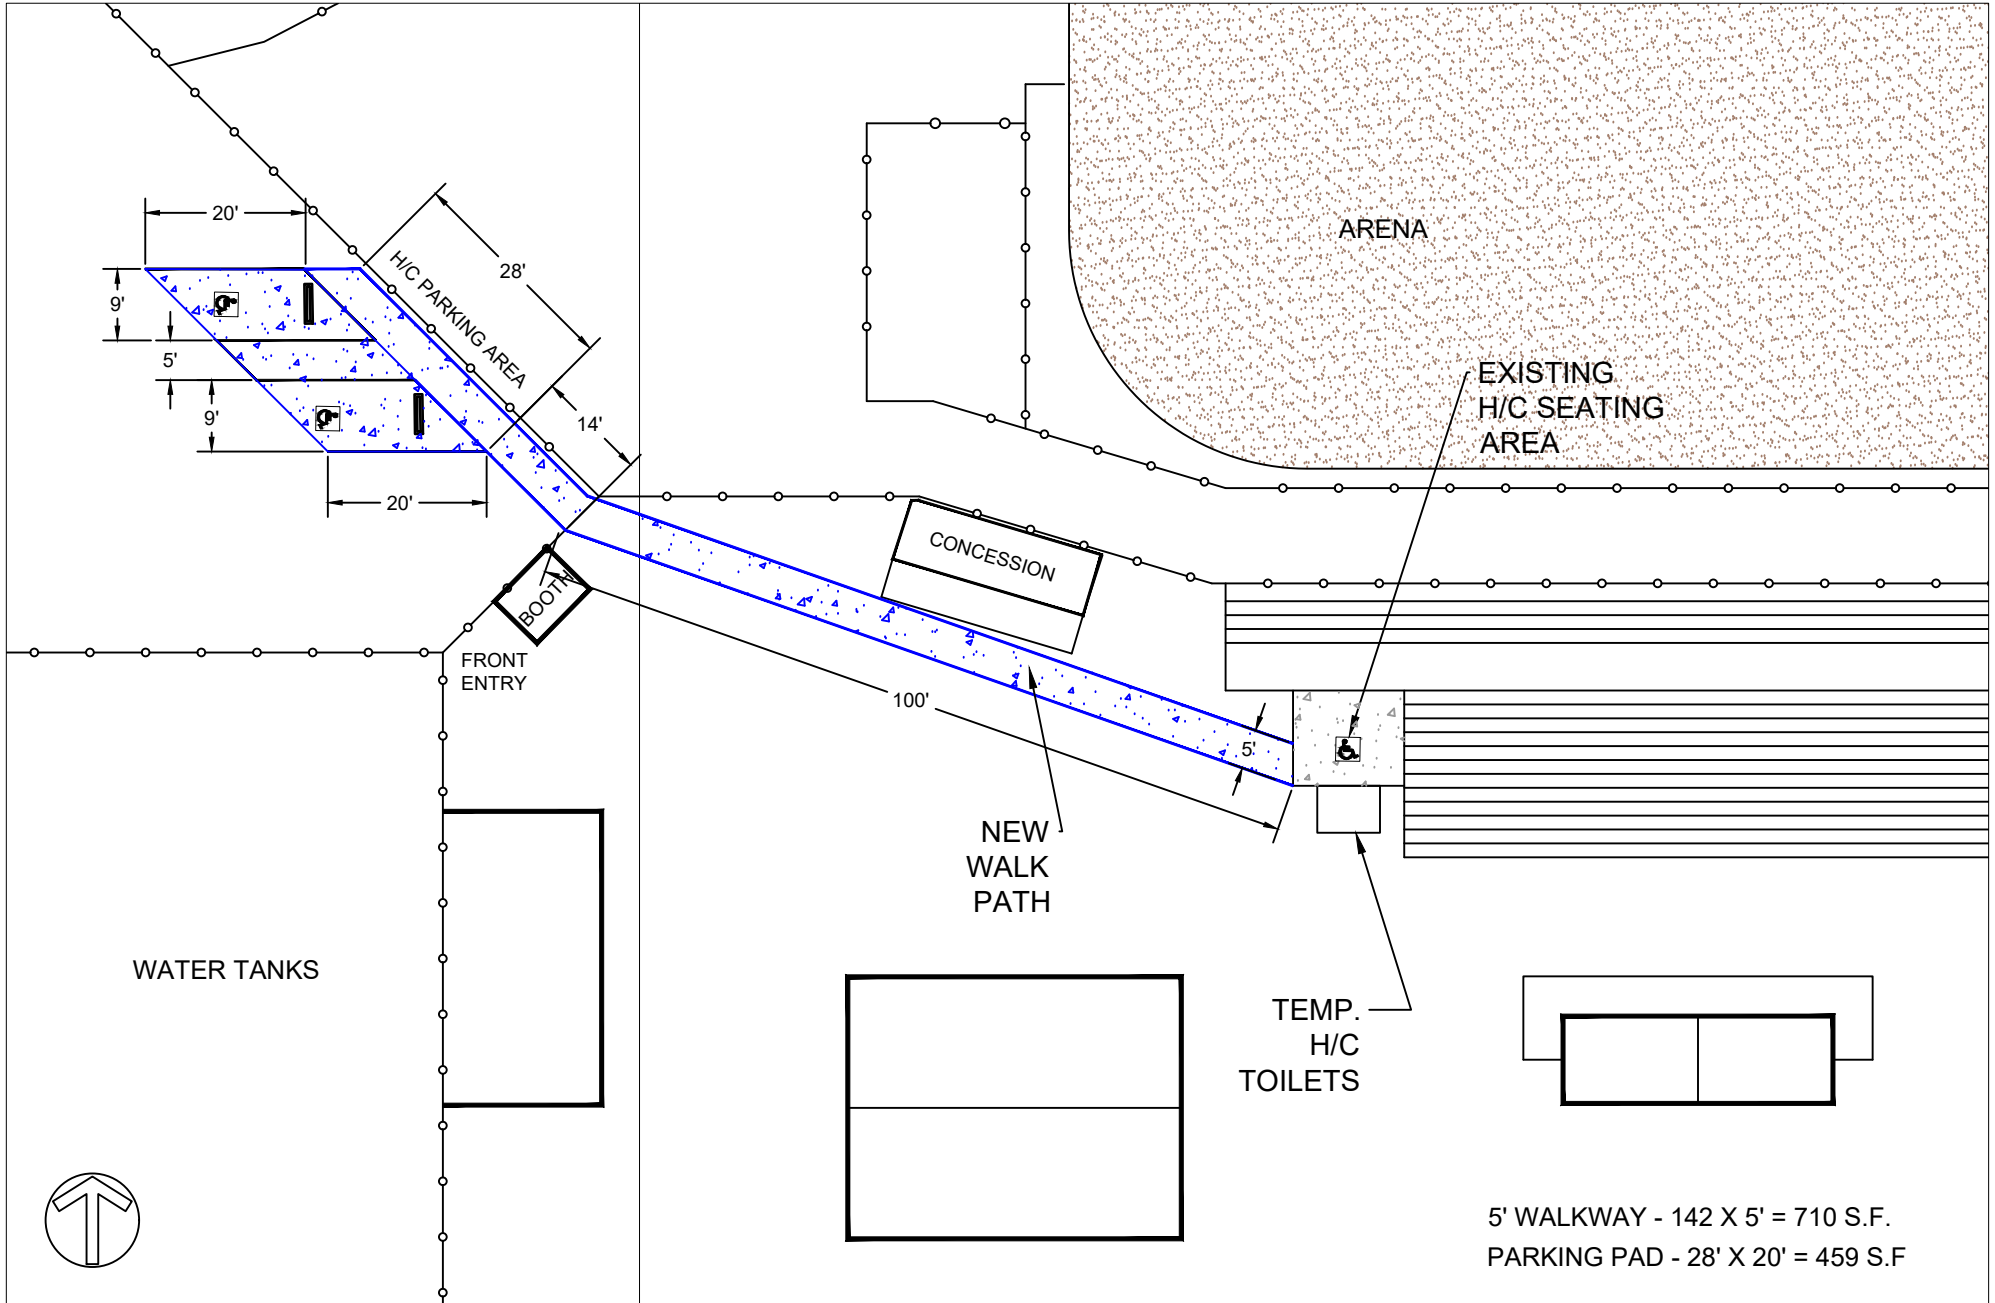 20'
28'
H/C PARKING AREA
9'
5'
9'
14'
20'
ARENA
EXISTING
H/C SEATING
AREA
CONCESSION
BOOTH
FRONT
ENTRY
100'
5'
NEW
WALK
PATH
WATER TANKS
TEMP.
H/C
TOILETS
5' WALKWAY - 142 X 5' = 710 S.F.
PARKING PAD - 28' X 20' = 459 S.F